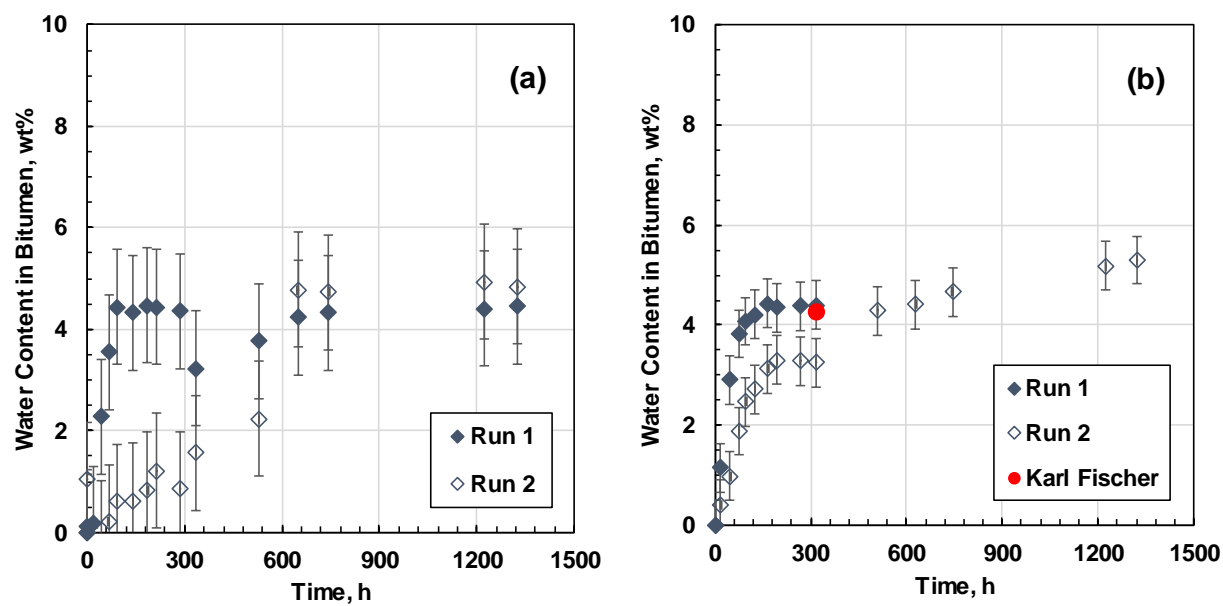 (a)
Water Content in Bitumen, wt%
10
8
6
4
2
0
0 300 600 900 1200 1500
Time, h
Run 1
Run 2
(b)
Water Content in Bitumen, wt%
10
8
6
4
2
0
0 300 600 900 1200 1500
Time, h
Run 1
Run 2
Karl Fischer